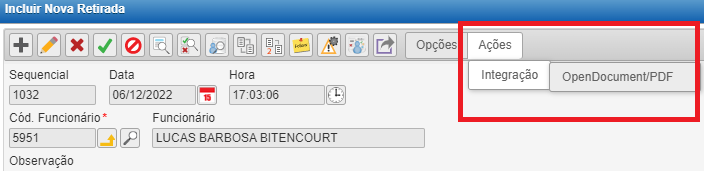 Incluir Nova Retirada
Opções Ações
Integração OpenDocument/PDF
Sequencial Data Hora
1032 06/12/2022 15 17:03:06
Cód. Funcionário * Funcionário
5951 LUCAS BARBOSA BITENCOURT
Observação